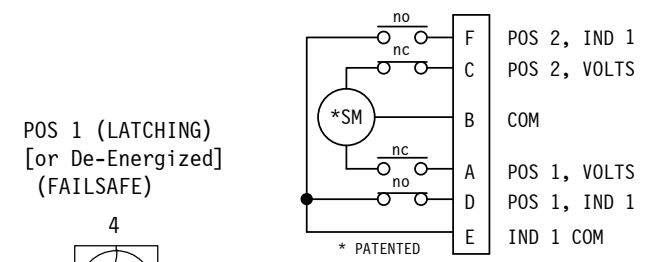 no
F POS 2, IND 1
nc
C POS 2, VOLTS
*SM
B COM
POS 1 (LATCHING)
[or De-Energized]
(FAILSAFE)
nc
A POS 1, VOLTS
no
D POS 1, IND 1
4
E IND 1 COM
* PATENTED